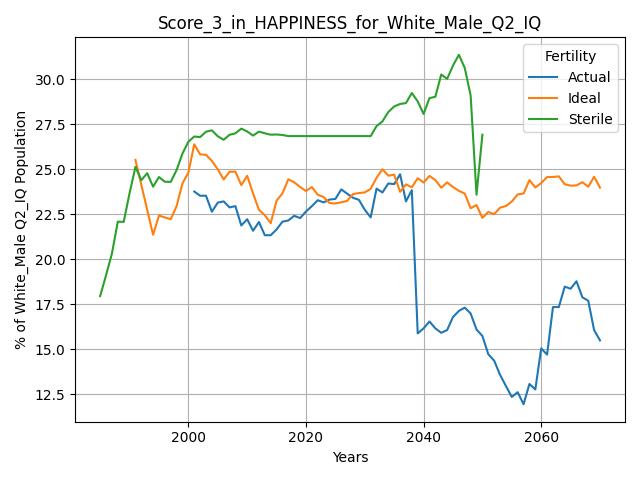 Score_3_in_HAPPINESS_for_White_Male_Q2_IQ
Fertility
Actual
Ideal
Sterile
% of White_Male Q2_IQ Population
30.0
27.5
25.0
22.5
20.0
17.5
15.0
12.5
2000 2020 2040 2060
Years